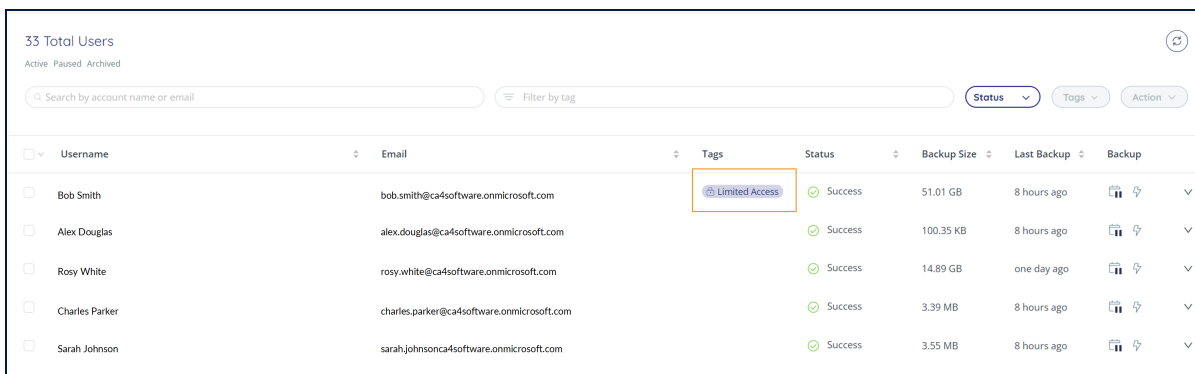 33 Total Users
Active Paused Archived
Search by account name or email Filter by tag Status Tags Action
Username Email Tags Status Backup Size Last Backup Backup
Bob Smith bob.smith@ca4software.onmicrosoft.com Limited Access Success 51.01 GB 8 hours ago
Alex Douglas alex.douglas@ca4software.onmicrosoft.com Success 100.35 KB 8 hours ago
Rosy White rosy.white@ca4software.onmicrosoft.com Success 14.89 GB one day ago
Charles Parker charles.parker@ca4software.onmicrosoft.com Success 3.39 MB 8 hours ago
Sarah Johnson sarah.johnsonca4software.onmicrosoft.com Success 3.55 MB 8 hours ago